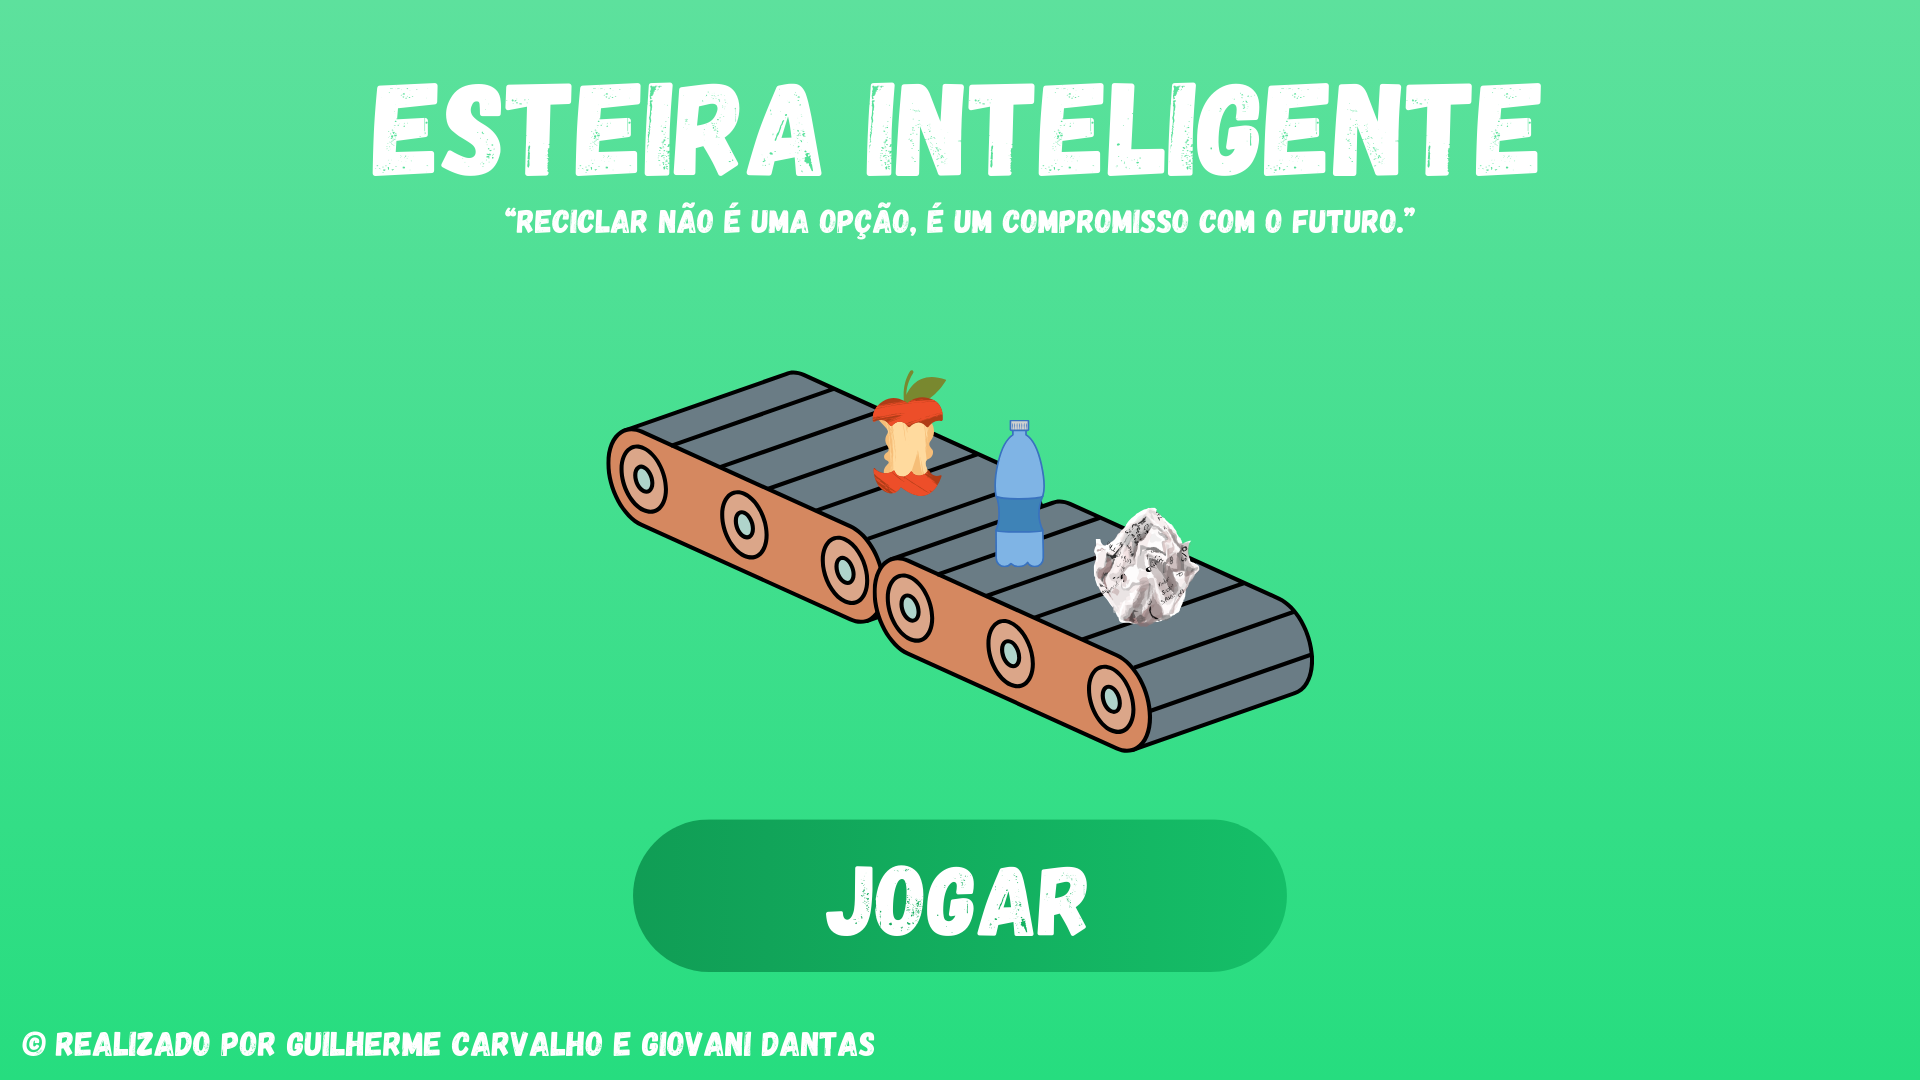 ESTEIRA INTELIGENTE
“RECICLAR NÃO É UMA OPÇÃO, É UM COMPROMISSO COM O FUTURO.”
JOGAR
© REALIZADO POR GUILHERME CARVALHO E GIOVANI DANTAS